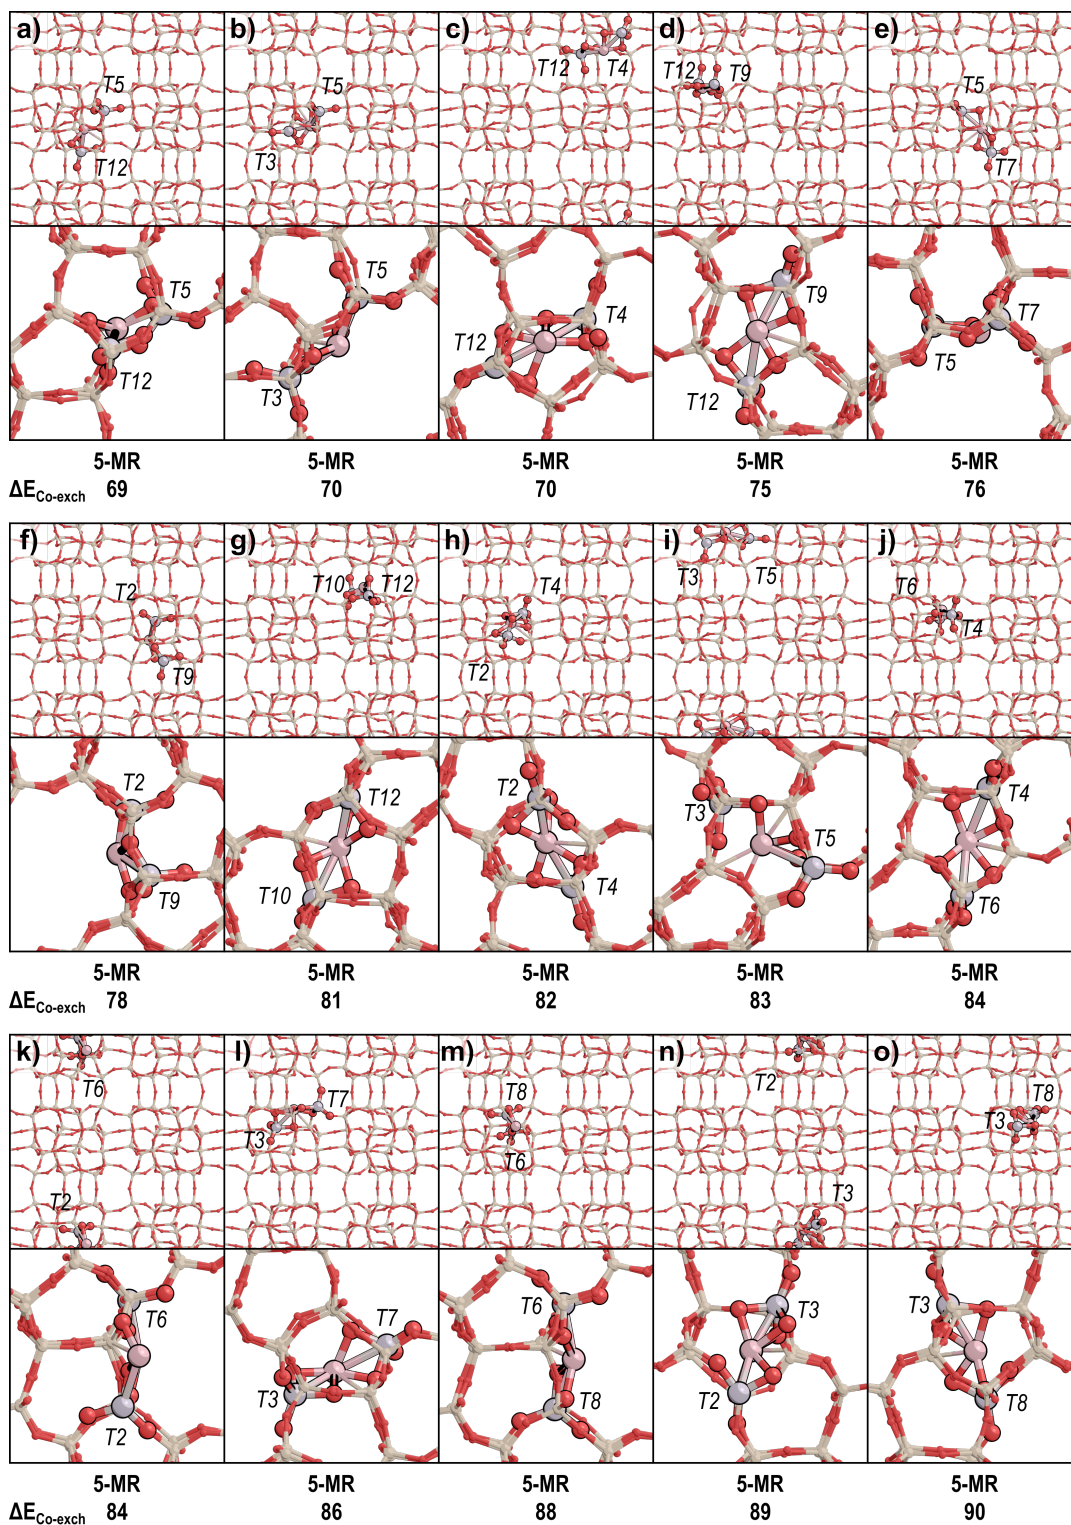 a) b) c) d) e)
T5 T5 T12 T4 T12 T9 T5
T12 T3 T7
T5 T5 T4 T9 T7
T12 T3 T12 T12 T5
5-MR 5-MR 5-MR 5-MR 5-MR
ΔE_Co-exch 69 70 70 75 76
f) g) h) i) j)
T2 T10 T12 T4 T3 T5 T6
T9 T2 T4
T2 T12 T2 T3 T4
T9 T10 T4 T5 T6
5-MR 5-MR 5-MR 5-MR 5-MR
ΔE_Co-exch 78 81 82 83 84
k) l) m) n) o)
T6 T7 T8 T2 T8
T2 T3 T6 T3 T3
T6 T7 T6 T3 T3
T2 T3 T8 T2 T8
5-MR 5-MR 5-MR 5-MR 5-MR
ΔE_Co-exch 84 86 88 89 90